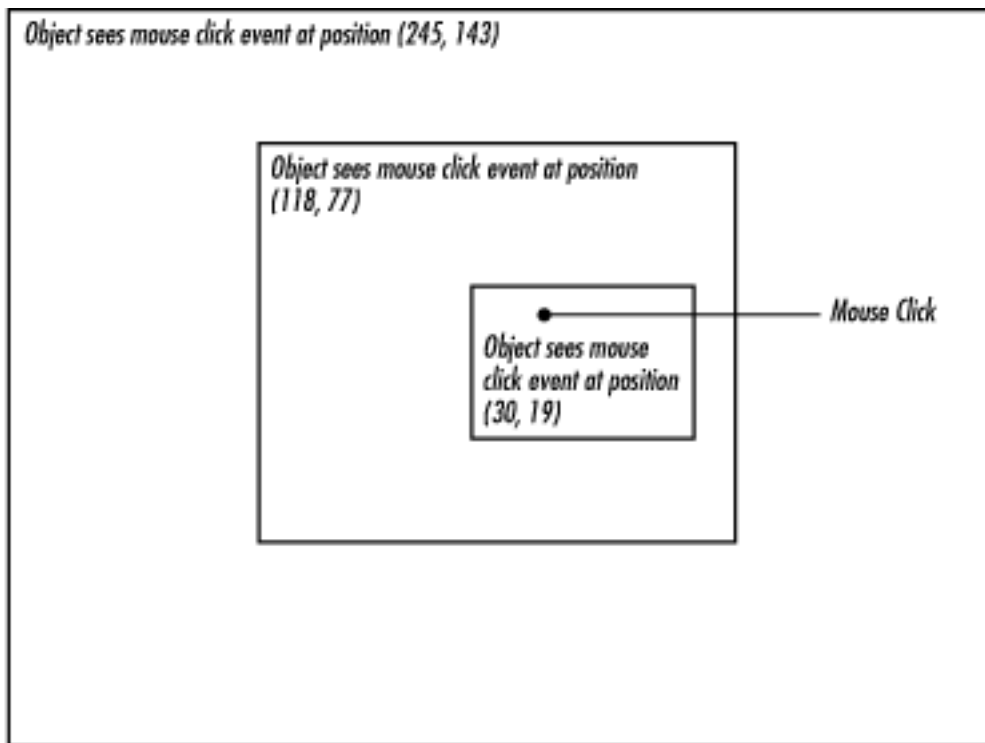 Object sees mouse click event at position (245, 143)
Object sees mouse click event at position
(118, 77)
Mouse Click
Object sees mouse
click event at position
(30, 19)